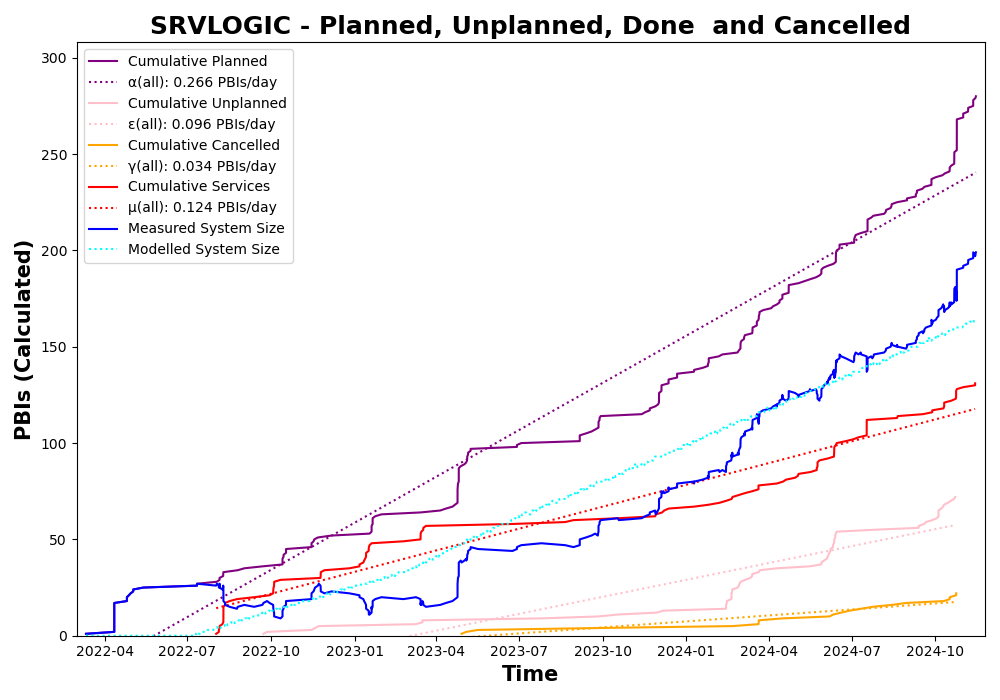 SRVLOGIC - Planned, Unplanned, Done  and Cancelled
PBIs (Calculated)
300
250
200
150
100
50
0
Cumulative Planned
α(all): 0.266 PBIs/day
Cumulative Unplanned
ε(all): 0.096 PBIs/day
Cumulative Cancelled
γ(all): 0.034 PBIs/day
Cumulative Services
μ(all): 0.124 PBIs/day
Measured System Size
Modelled System Size
2022-04 2022-07 2022-10 2023-01 2023-04 2023-07 2023-10 2024-01 2024-04 2024-07 2024-10
Time